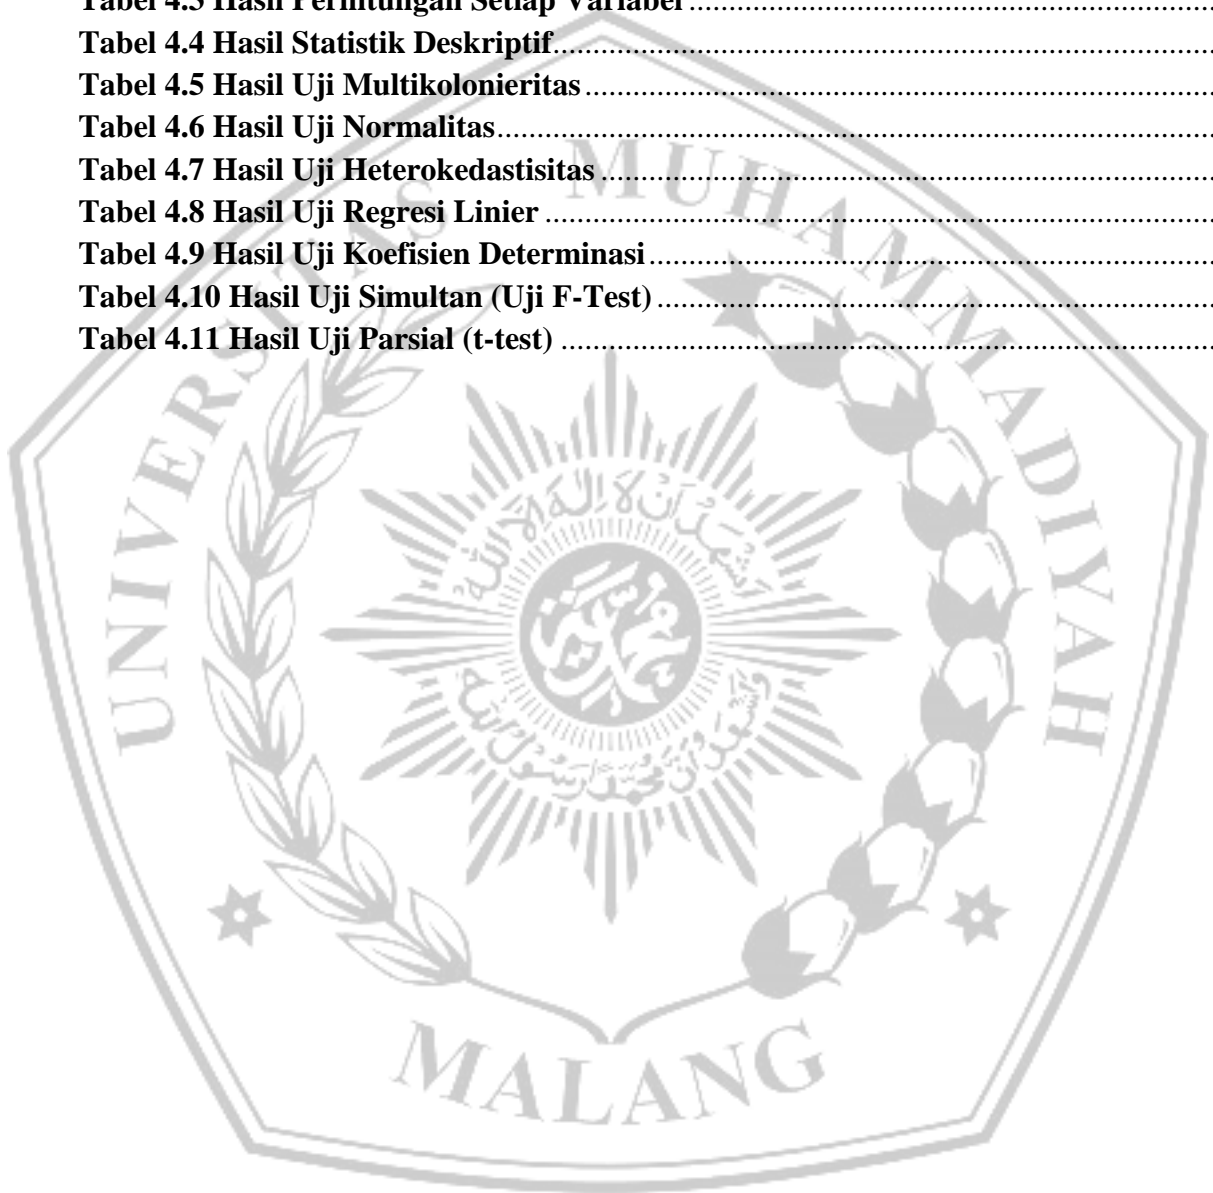 Tabel 4.3 Hasil Perhitungan Setiap Variabel
Tabel 4.4 Hasil Statistik Deskriptif
Tabel 4.5 Hasil Uji Multikolonieritas
Tabel 4.6 Hasil Uji Normalitas
Tabel 4.7 Hasil Uji Heterokedastisitas
Tabel 4.8 Hasil Uji Regresi Linier
Tabel 4.9 Hasil Uji Koefisien Determinasi
Tabel 4.10 Hasil Uji Simultan (Uji F-Test)
Tabel 4.11 Hasil Uji Parsial (t-test)
UNIVERSITAS MUHAMMADIYAH
MALANG